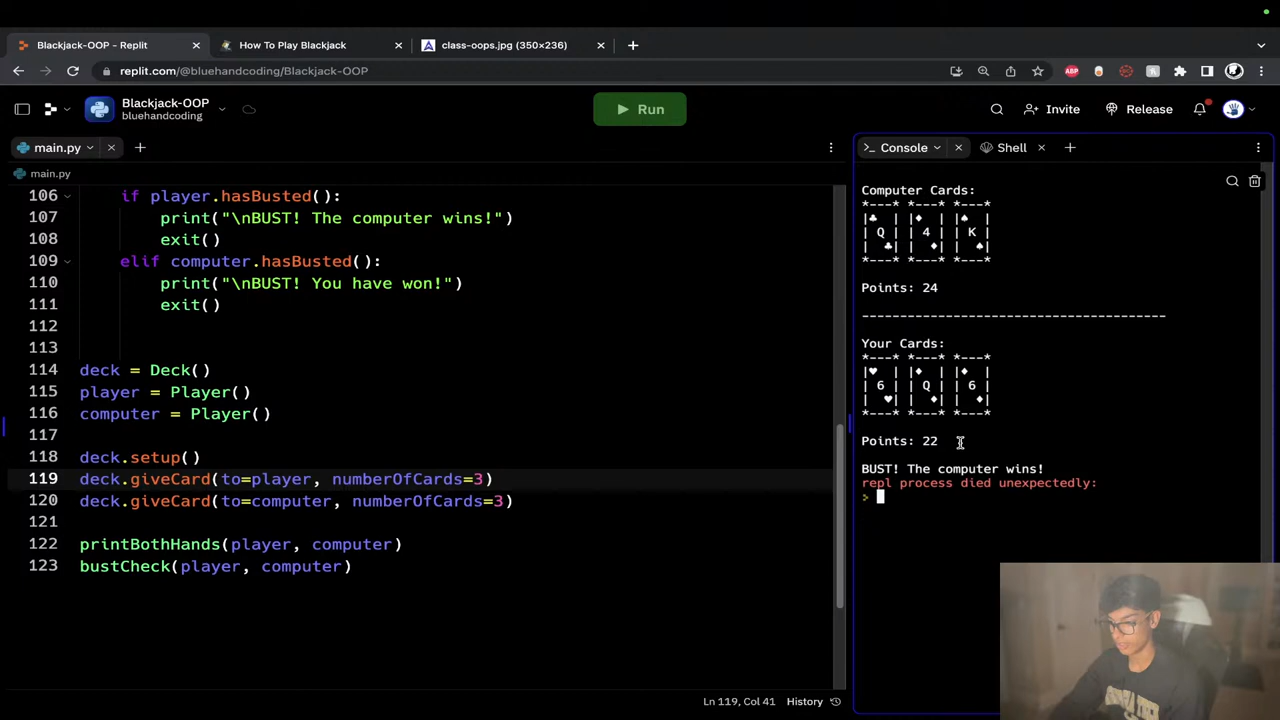 Blackjack-OOP - Replit
How To Play Blackjack
class-oops.jpg (350×236)
replit.com/@bluehandcoding/Blackjack-OOP
ABP
Blackjack-OOP
bluehandcoding
Run
Invite
Release
main.py
main.py
106 if player.hasBusted():
107 print("\nBUST! The computer wins!")
108 exit()
109 elif computer.hasBusted():
110 print("\nBUST! You have won!")
111 exit()
112
113
114 deck = Deck()
115 player = Player()
116 computer = Player()
117
118 deck.setup()
119 deck.giveCard(to=player, numberOfCards=3)
120 deck.giveCard(to=computer, numberOfCards=3)
121
122 printBothHands(player, computer)
123 bustCheck(player, computer)
Ln 119, Col 41
History
Console
Shell
Computer Cards:
*---* *---* *---*
|♣  | |♦  | |♠  |
| Q | | 4 | | K |
|  ♣| |  ♦| |  ♠|
*---* *---* *---*
Points: 24
----------------------------------------
Your Cards:
*---* *---* *---*
|♥  | |♦  | |♦  |
| 6 | | Q | | 6 |
|  ♥| |  ♦| |  ♦|
*---* *---* *---*
Points: 22
BUST! The computer wins!
repl process died unexpectedly:
>